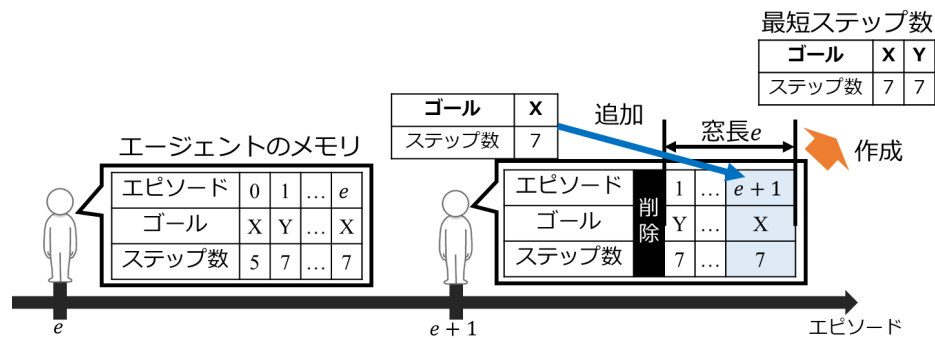 最短ステップ数
ゴール X Y
ステップ数 7 7
ゴール X
ステップ数 7
追加
窓長e
作成
エージェントのメモリ
エピソード 0 1 … e
ゴール X Y … X
ステップ数 5 7 … 7
エピソード 削除 1 … e + 1
ゴール Y … X
ステップ数 7 … 7
e
e + 1
エピソード